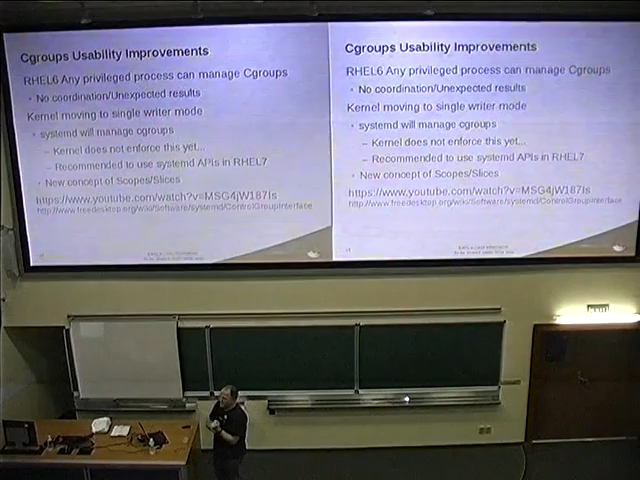 Cgroups Usability Improvements
RHEL6 Any privileged process can manage Cgroups
• No coordination/Unexpected results
Kernel moving to single writer mode
• systemd will manage cgroups
– Kernel does not enforce this yet...
– Recommended to use systemd APIs in RHEL7
• New concept of Scopes/Slices
https://www.youtube.com/watch?v=MSG4jW187Is
http://www.freedesktop.org/wiki/Software/systemd/ControlGroupInterface
Cgroups Usability Improvements
RHEL6 Any privileged process can manage Cgroups
• No coordination/Unexpected results
Kernel moving to single writer mode
• systemd will manage cgroups
– Kernel does not enforce this yet...
– Recommended to use systemd APIs in RHEL7
• New concept of Scopes/Slices
https://www.youtube.com/watch?v=MSG4jW187Is
http://www.freedesktop.org/wiki/Software/systemd/ControlGroupInterface